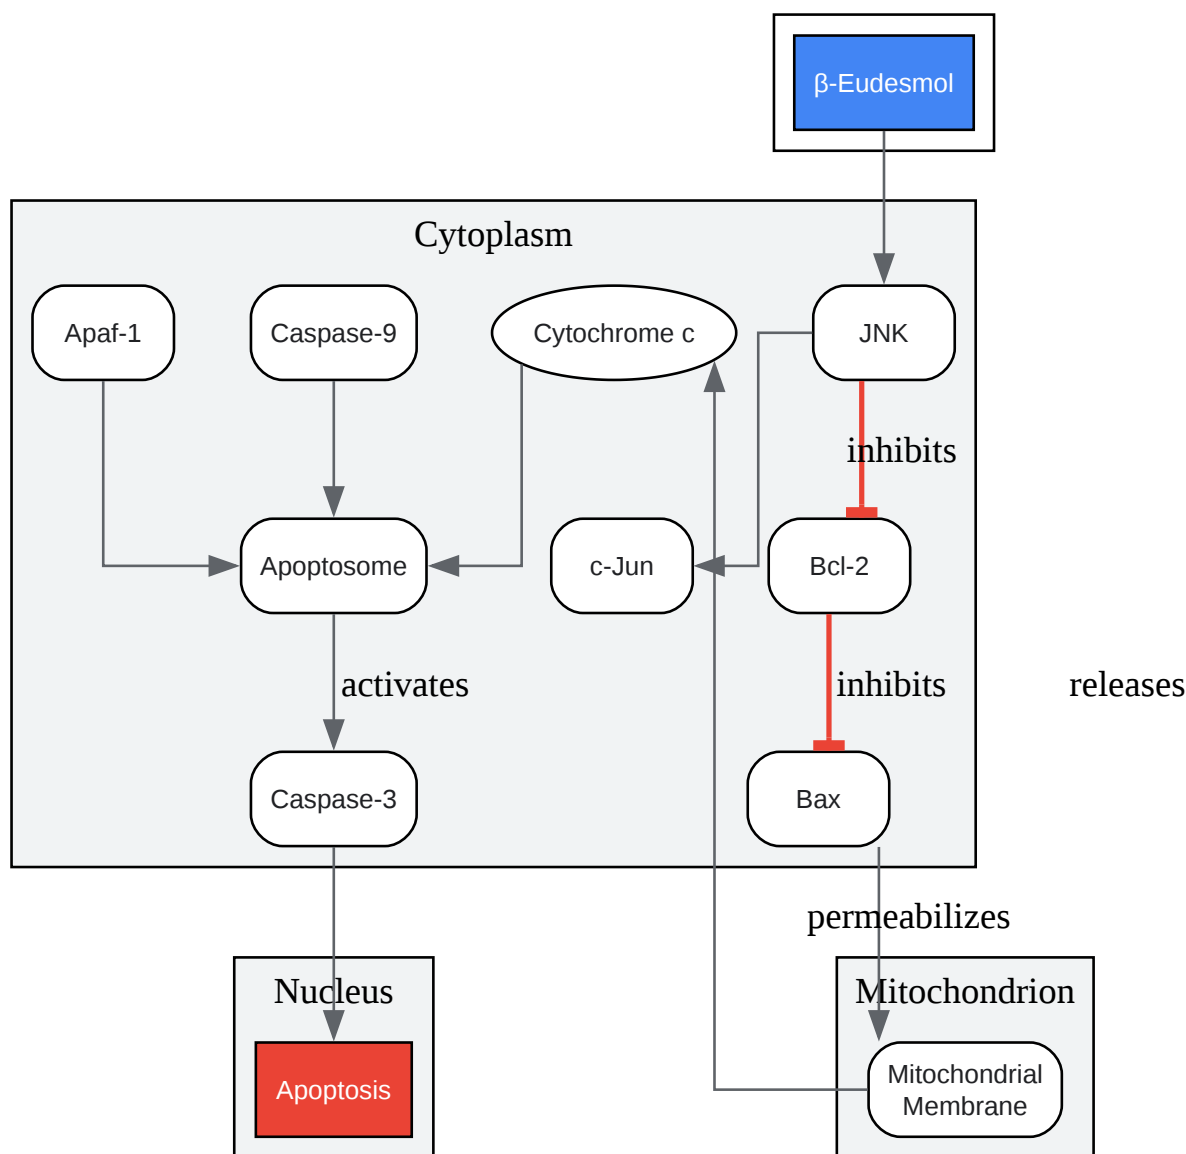 β-Eudesmol
Cytoplasm
Apaf-1
Caspase-9
Cytochrome c
JNK
inhibits
Apoptosome
c-Jun
Bcl-2
activates
inhibits
releases
Caspase-3
Bax
permeabilizes
Nucleus
Mitochondrion
Apoptosis
Mitochondrial
Membrane